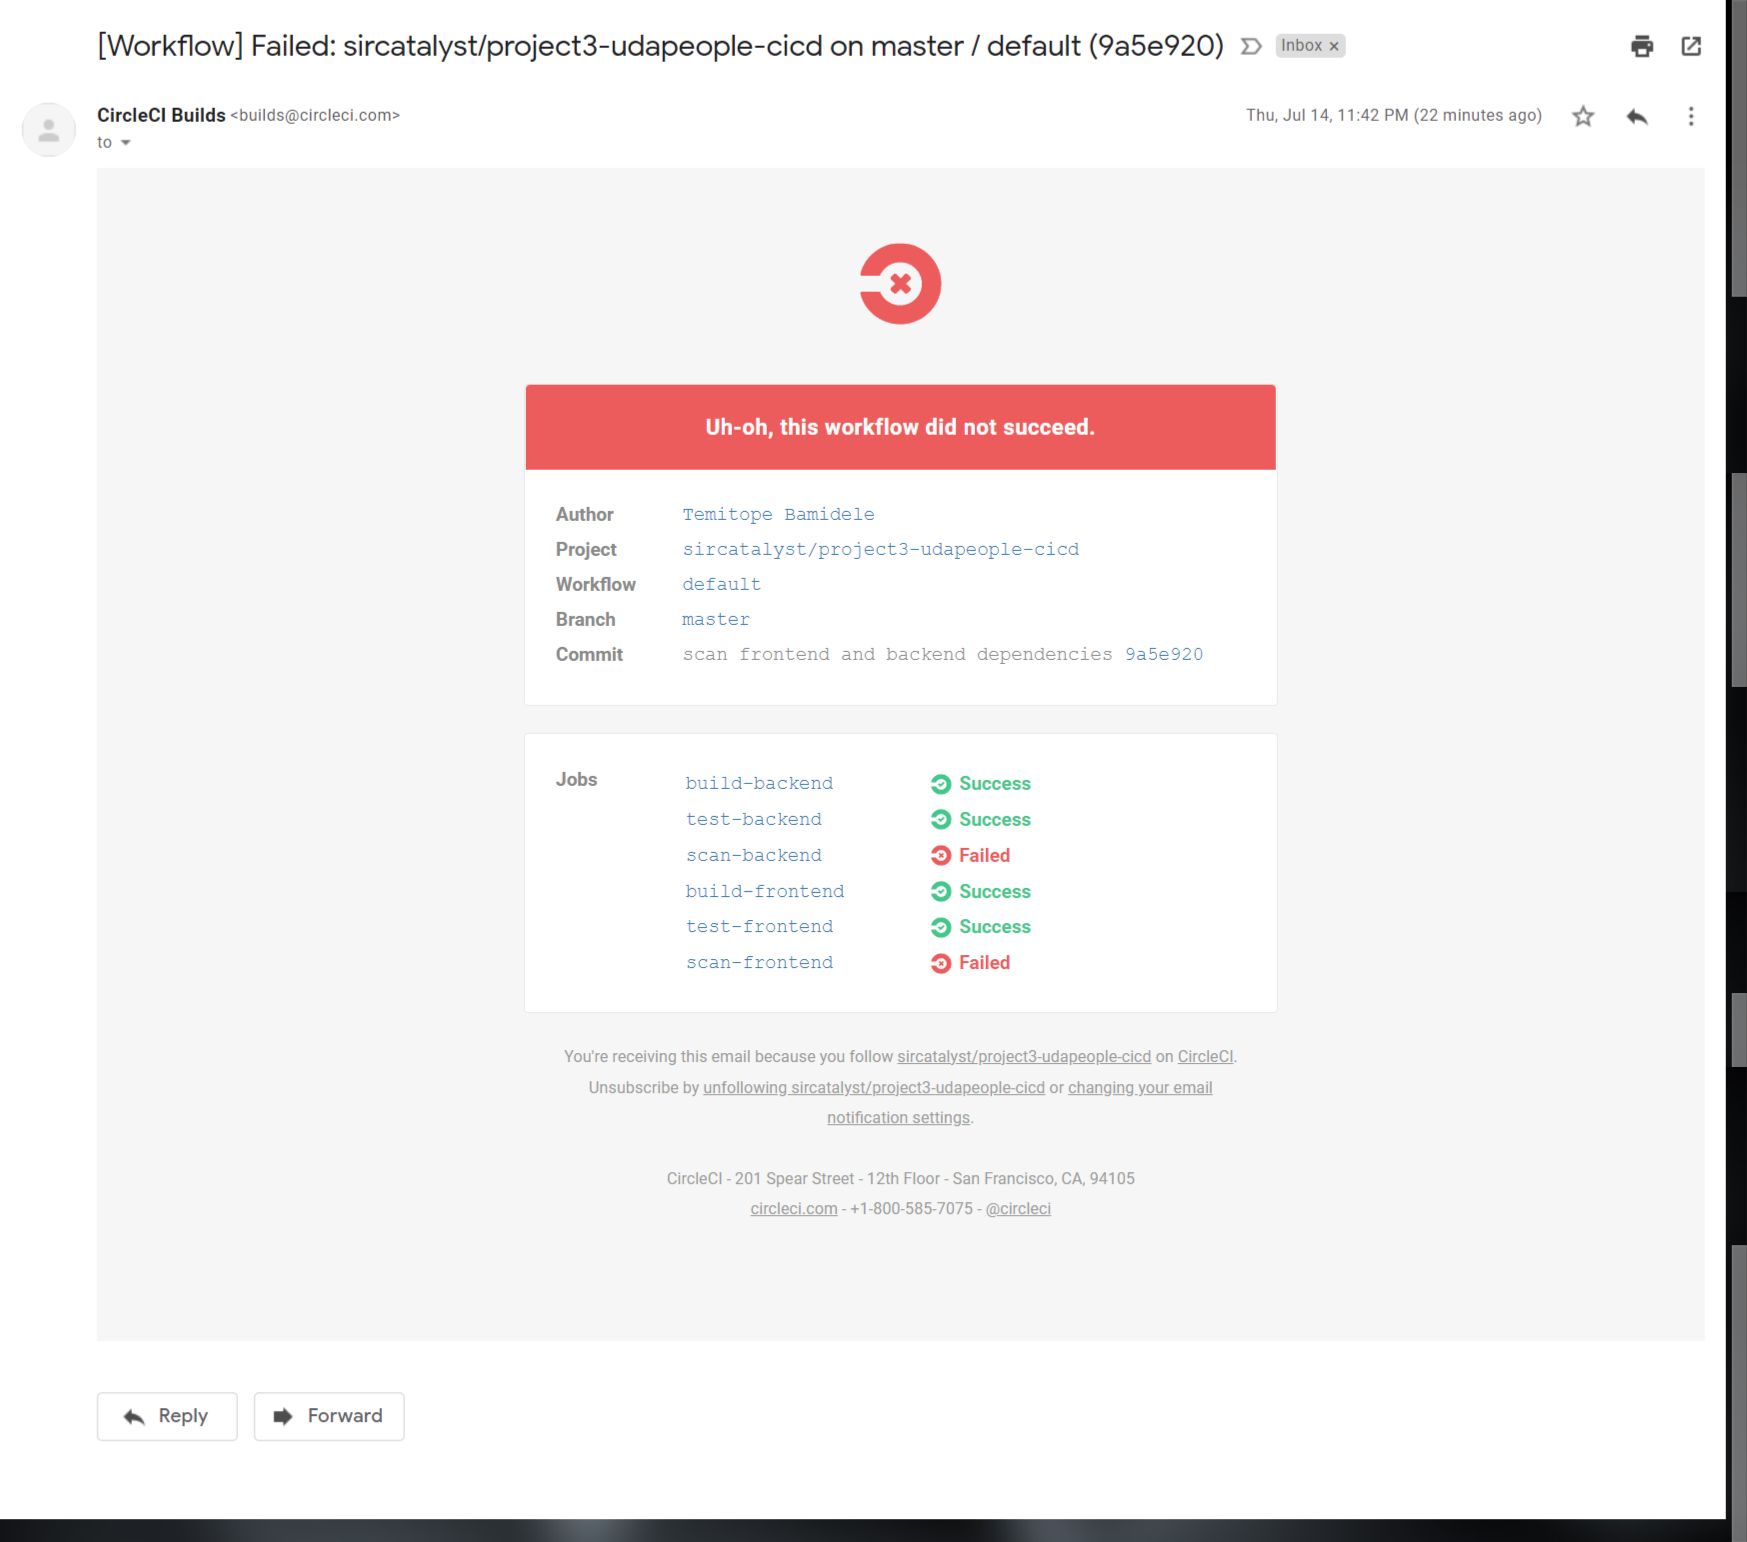 [Workflow] Failed: sircatalyst/project3-udapeople-cicd on master / default (9a5e920) Inbox ×
CircleCI Builds <builds@circleci.com> Thu, Jul 14, 11:42 PM (22 minutes ago)
to
Uh-oh, this workflow did not succeed.
Author Temitope Bamidele
Project sircatalyst/project3-udapeople-cicd
Workflow default
Branch master
Commit scan frontend and backend dependencies 9a5e920
Jobs build-backend Success
test-backend Success
scan-backend Failed
build-frontend Success
test-frontend Success
scan-frontend Failed
You're receiving this email because you follow sircatalyst/project3-udapeople-cicd on CircleCI.
Unsubscribe by unfollowing sircatalyst/project3-udapeople-cicd or changing your email
notification settings.
CircleCI - 201 Spear Street - 12th Floor - San Francisco, CA, 94105
circleci.com - +1-800-585-7075 - @circleci
Reply Forward